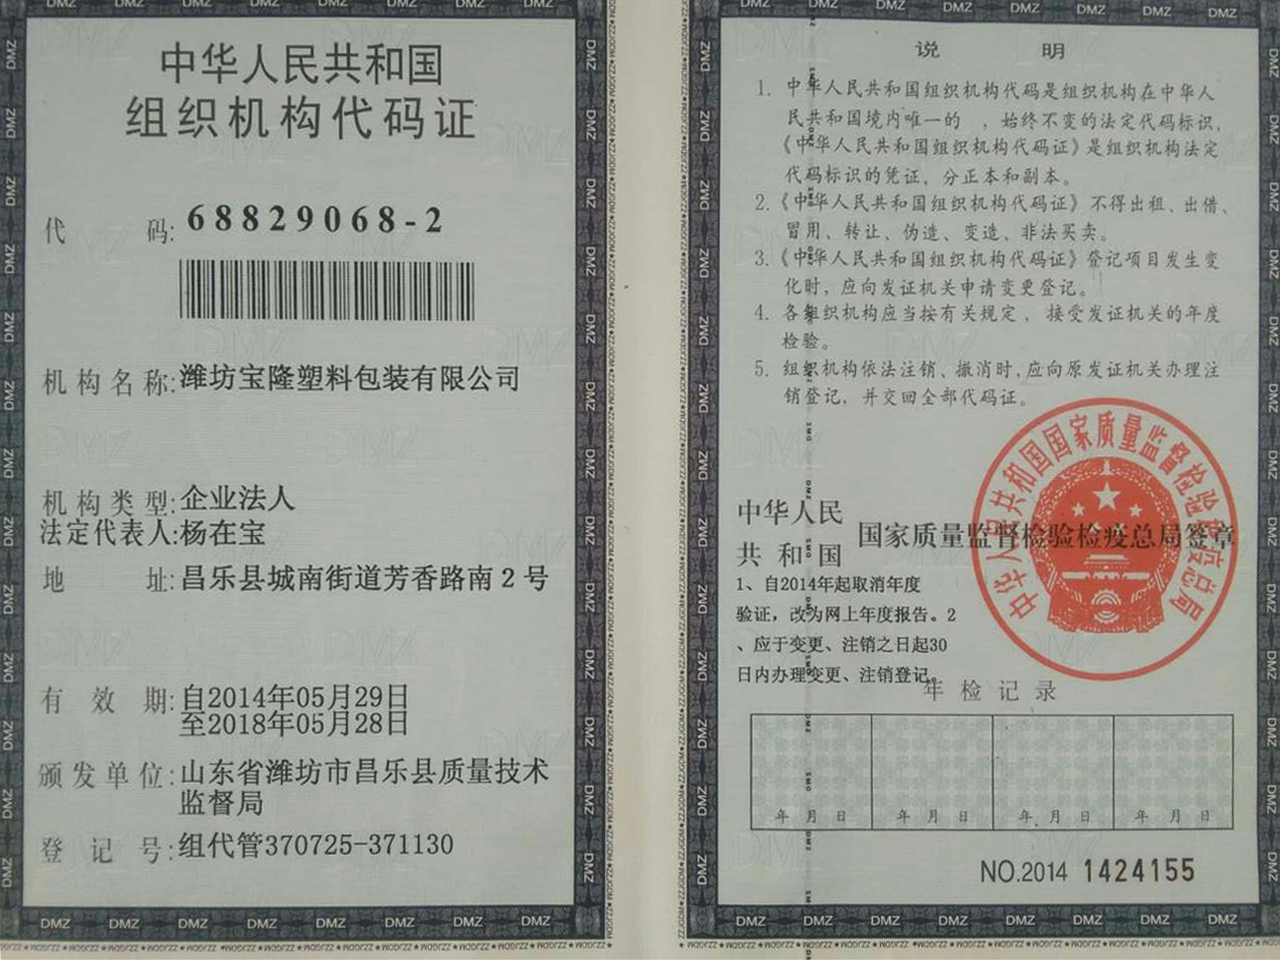 中华人民共和国
组织机构代码证
代 码:68829068-2
机构名称:潍坊宝隆塑料包装有限公司
机构类型:企业法人
法定代表人:杨在宝
地 址:昌乐县城南街道芳香路南2号
有 效 期:自2014年05月29日
至2018年05月28日
颁发单位:山东省潍坊市昌乐县质量技术
监督局
登 记 号:组代管370725-371130
说 明
1. 中华人民共和国组织机构代码是组织机构在中华人
民共和国境内唯一的 ,始终不变的法定代码标识,
《中华人民共和国组织机构代码证》是组织机构法定
代码标识的凭证,分正本和副本。
2.《中华人民共和国组织机构代码证》不得出租、出借、
冒用、转让、伪造、变造、非法买卖。
3.《中华人民共和国组织机构代码证》登记项目发生变
化时,应向发证机关申请变更登记。
4. 各组织机构应当按有关规定,接受发证机关的年度
检验。
5. 组织机构依法注销、撤消时,应向原发证机关办理注
销登记,并交回全部代码证。
中华人民共和国国家质量监督检验检疫总局
中华人民
共和国
国家质量监督检验检疫总局签章
1、自2014年起取消年度
验证,改为网上年度报告。2
、应于变更、注销之日起30
日内办理变更、注销登记。
年检记录
年 月 日 年 月 日 年 月 日 年 月 日
NO.2014 1424155